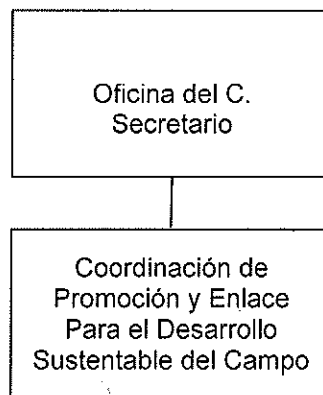 Oficina del C.
Secretario
Coordinación de
Promoción y Enlace
Para el Desarrollo
Sustentable del Campo